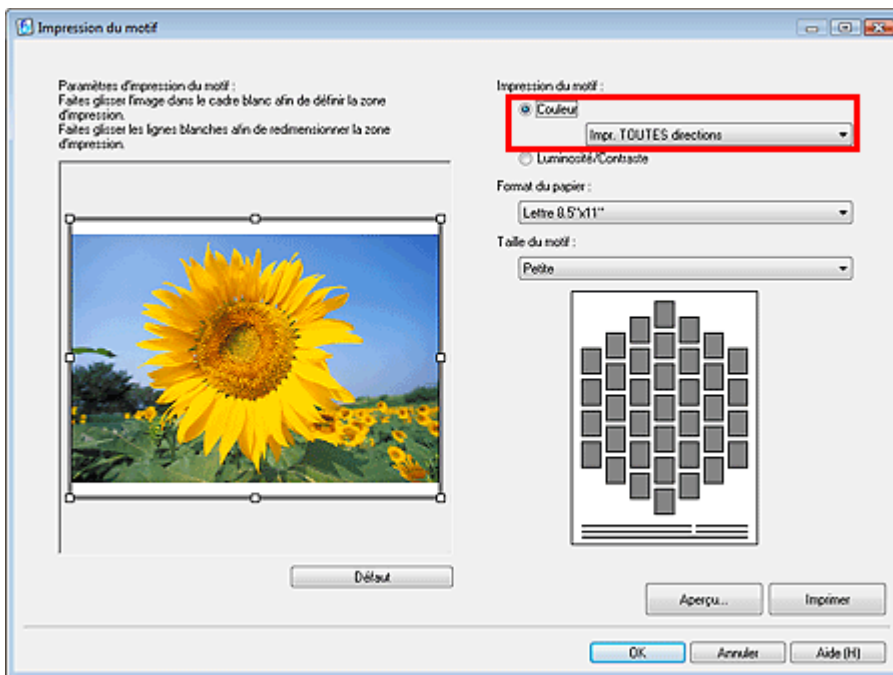 Impression du motif
Paramètres d'impression du motif :
Faites glisser l'image dans le cadre blanc afin de définir la zone
d'impression.
Faites glisser les lignes blanches afin de redimensionner la zone
d'impression.
Défaut
Impression du motif :
Couleur
Impr. TOUTES directions
Luminosité/Contraste
Format du papier :
Lettre 8.5"x11"
Taille du motif :
Petite
Aperçu...
Imprimer
OK
Annuler
Aide (H)